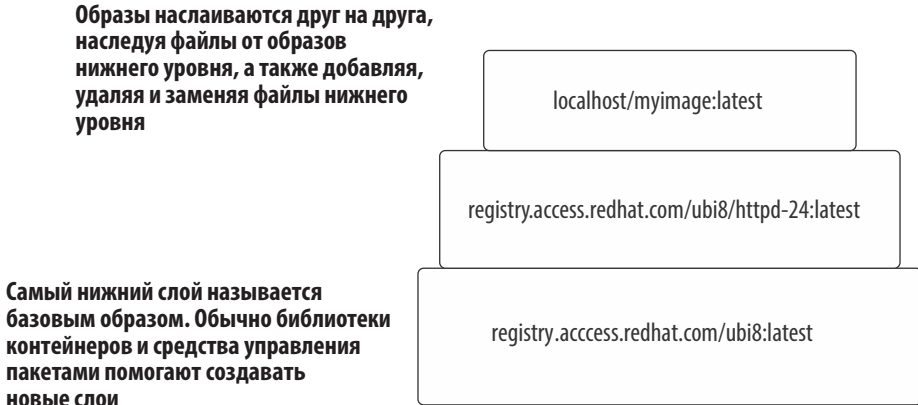 Образы наслаиваются друг на друга,
наследуя файлы от образов
нижнего уровня, а также добавляя,
удаляя и заменяя файлы нижнего
уровня
localhost/myimage:latest
registry.access.redhat.com/ubi8/httpd-24:latest
Самый нижний слой называется
базовым образом. Обычно библиотеки
контейнеров и средства управления
пакетами помогают создавать
новые слои
registry.acccess.redhat.com/ubi8:latest